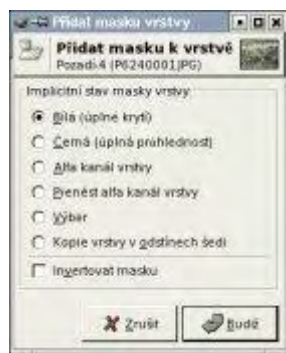 Přidat masku vrstvy
Přidat masku k vrstvě
Pozadí-4 (P6240001.JPG)
Implicitní stav masky vrstvy:
Bílá (úplné krytí)
Černá (úplná průhlednost)
Alfa kanál vrstvy
Přenést alfa kanál vrstvy
Výběr
Kopie vrstvy v odstínech šedi
Invertovat masku
Zrušit
Budiž